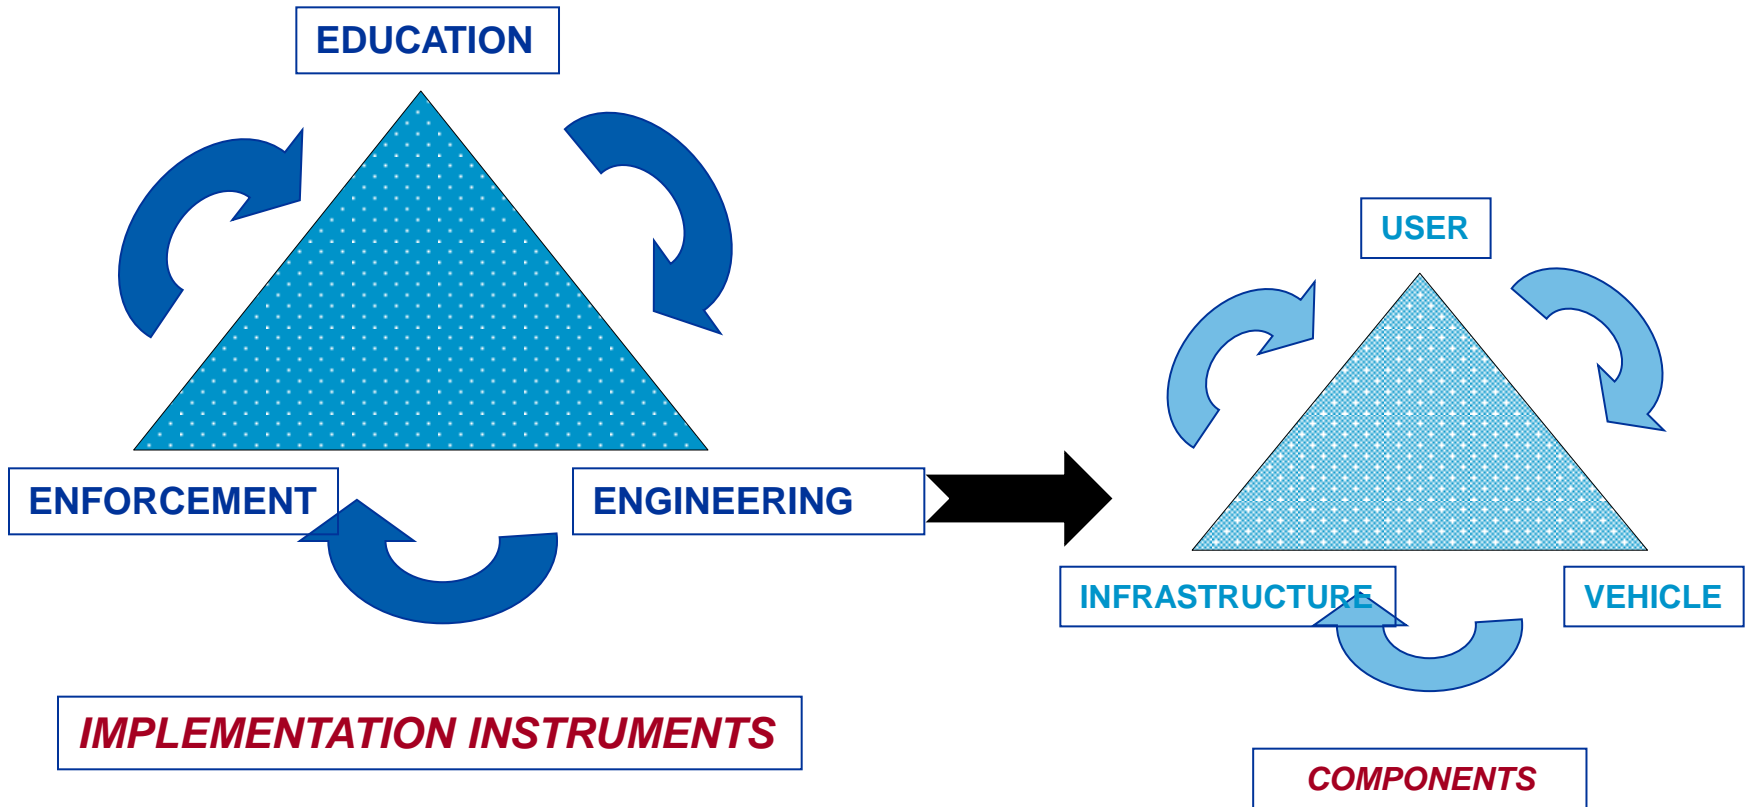 EDUCATION
USER
ENFORCEMENT
ENGINEERING
INFRASTRUCTURE
VEHICLE
IMPLEMENTATION INSTRUMENTS
COMPONENTS